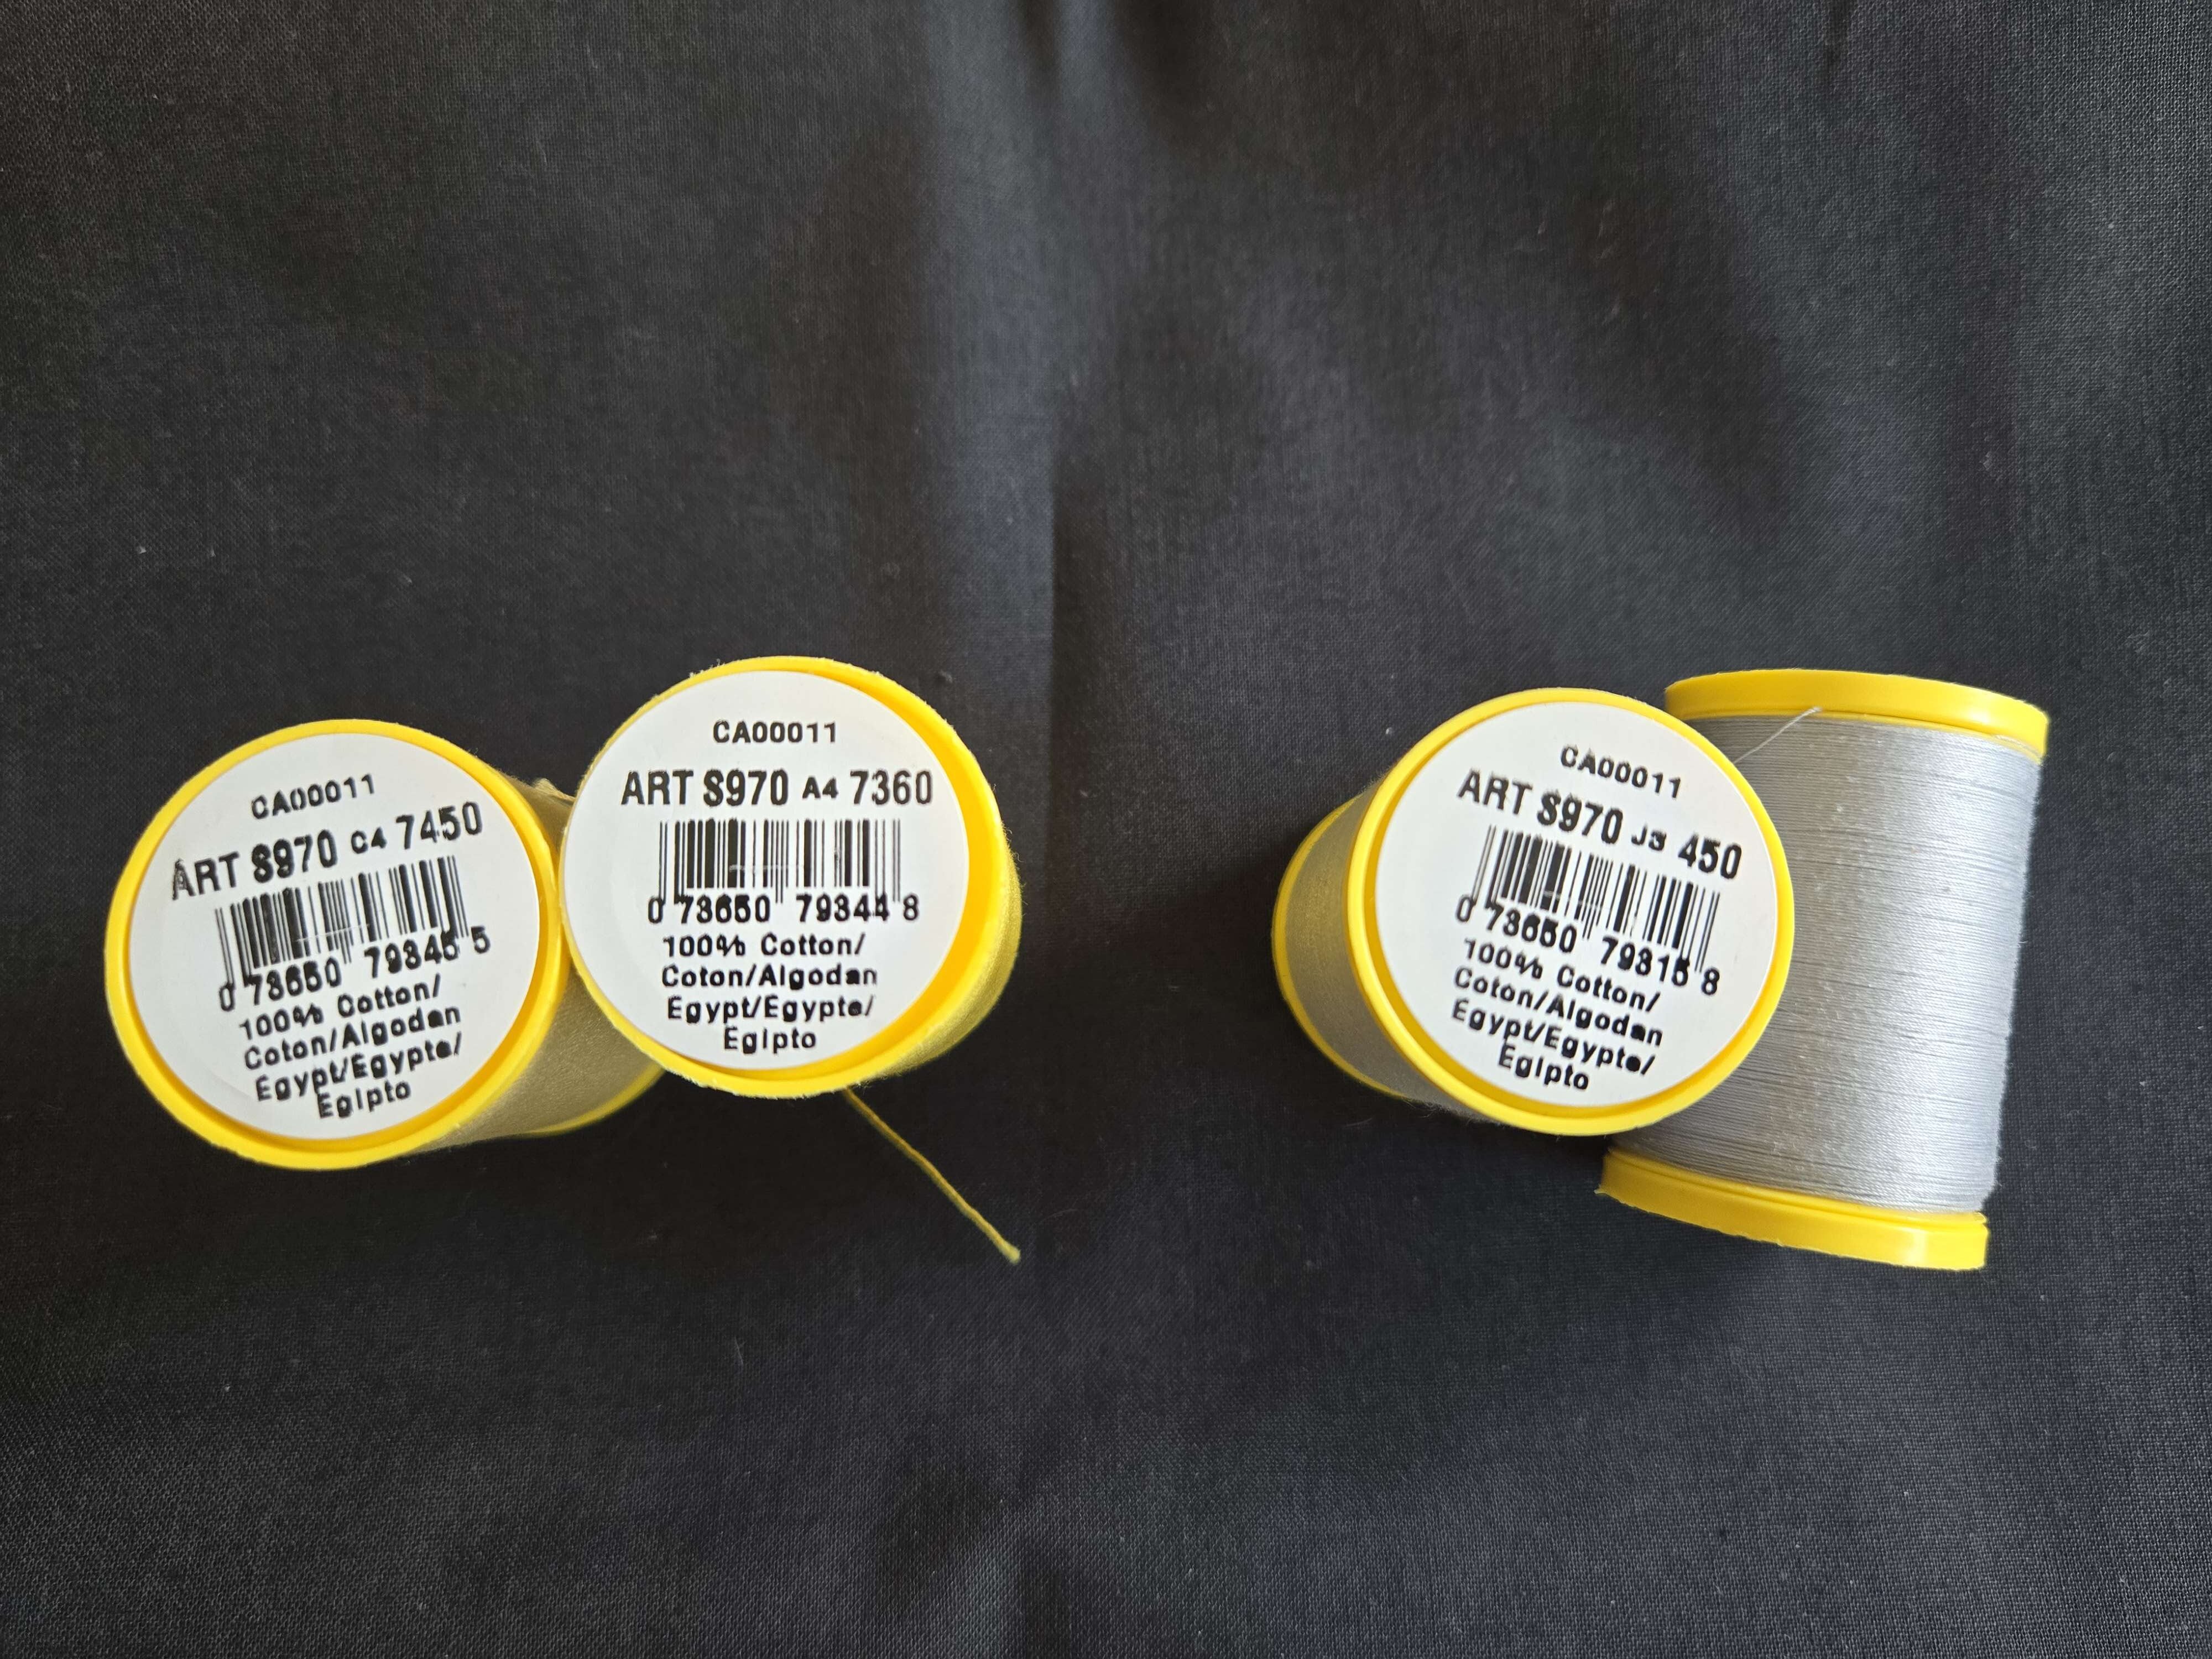 CA00011
ART S970 C4 7450
0 73650 79345 5
100% Cotton/
Coton/Algodan
Egypt/Egypte/
Egipto
CA00011
ART S970 A4 7360
0 73650 79344 8
100% Cotton/
Coton/Algodan
Egypt/Egypte/
Egipto
CA00011
ART S970 J3 450
0 73650 79315 8
100% Cotton/
Coton/Algodan
Egypt/Egypte/
Egipto